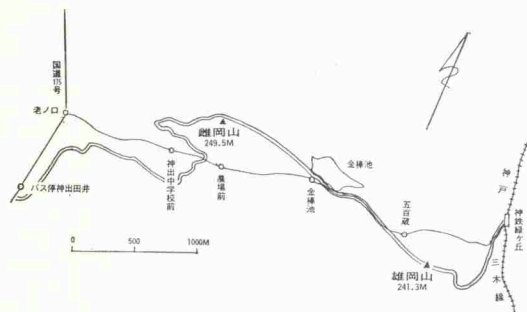 国道175号
老ノ口
バス停神出田井
神出中学校前
雌岡山
249.5M
農場前
金棒池
金棒池
五百蔵
雄岡山
241.3M
神戸
神鉄緑ヶ丘
三木線
0 500 1000M